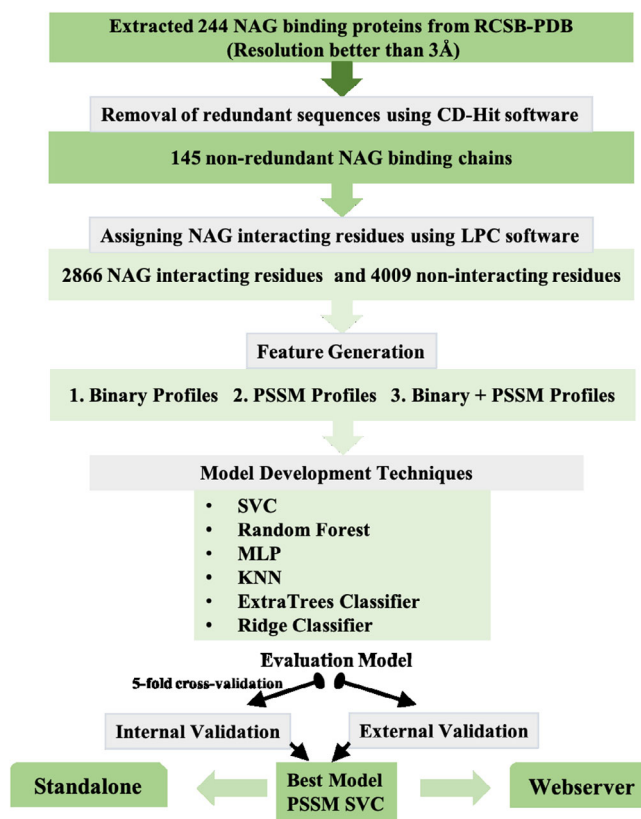 Extracted 244 NAG binding proteins from RCSB-PDB
(Resolution better than 3Å)
Removal of redundant sequences using CD-Hit software
145 non-redundant NAG binding chains
Assigning NAG interacting residues using LPC software
2866 NAG interacting residues and 4009 non-interacting residues
Feature Generation
1. Binary Profiles 2. PSSM Profiles 3. Binary + PSSM Profiles
Model Development Techniques
• SVC
• Random Forest
• MLP
• KNN
• ExtraTrees Classifier
• Ridge Classifier
Evaluation Model
5-fold cross-validation
Internal Validation
External Validation
Standalone
Best Model
PSSM SVC
Webserver